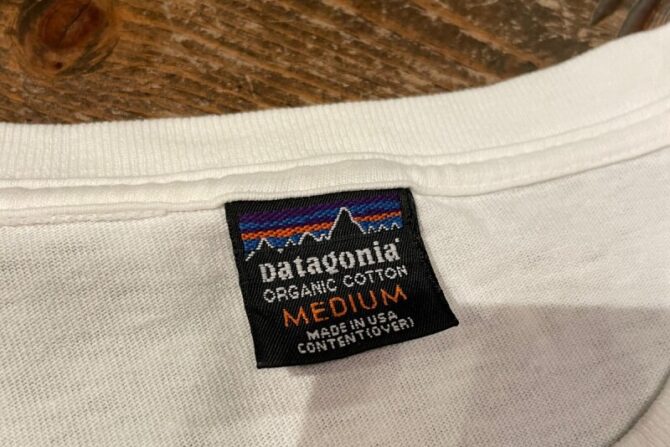 patagonia®
ORGANIC COTTON
MEDIUM
MADE IN USA
CONTENT(OVER)